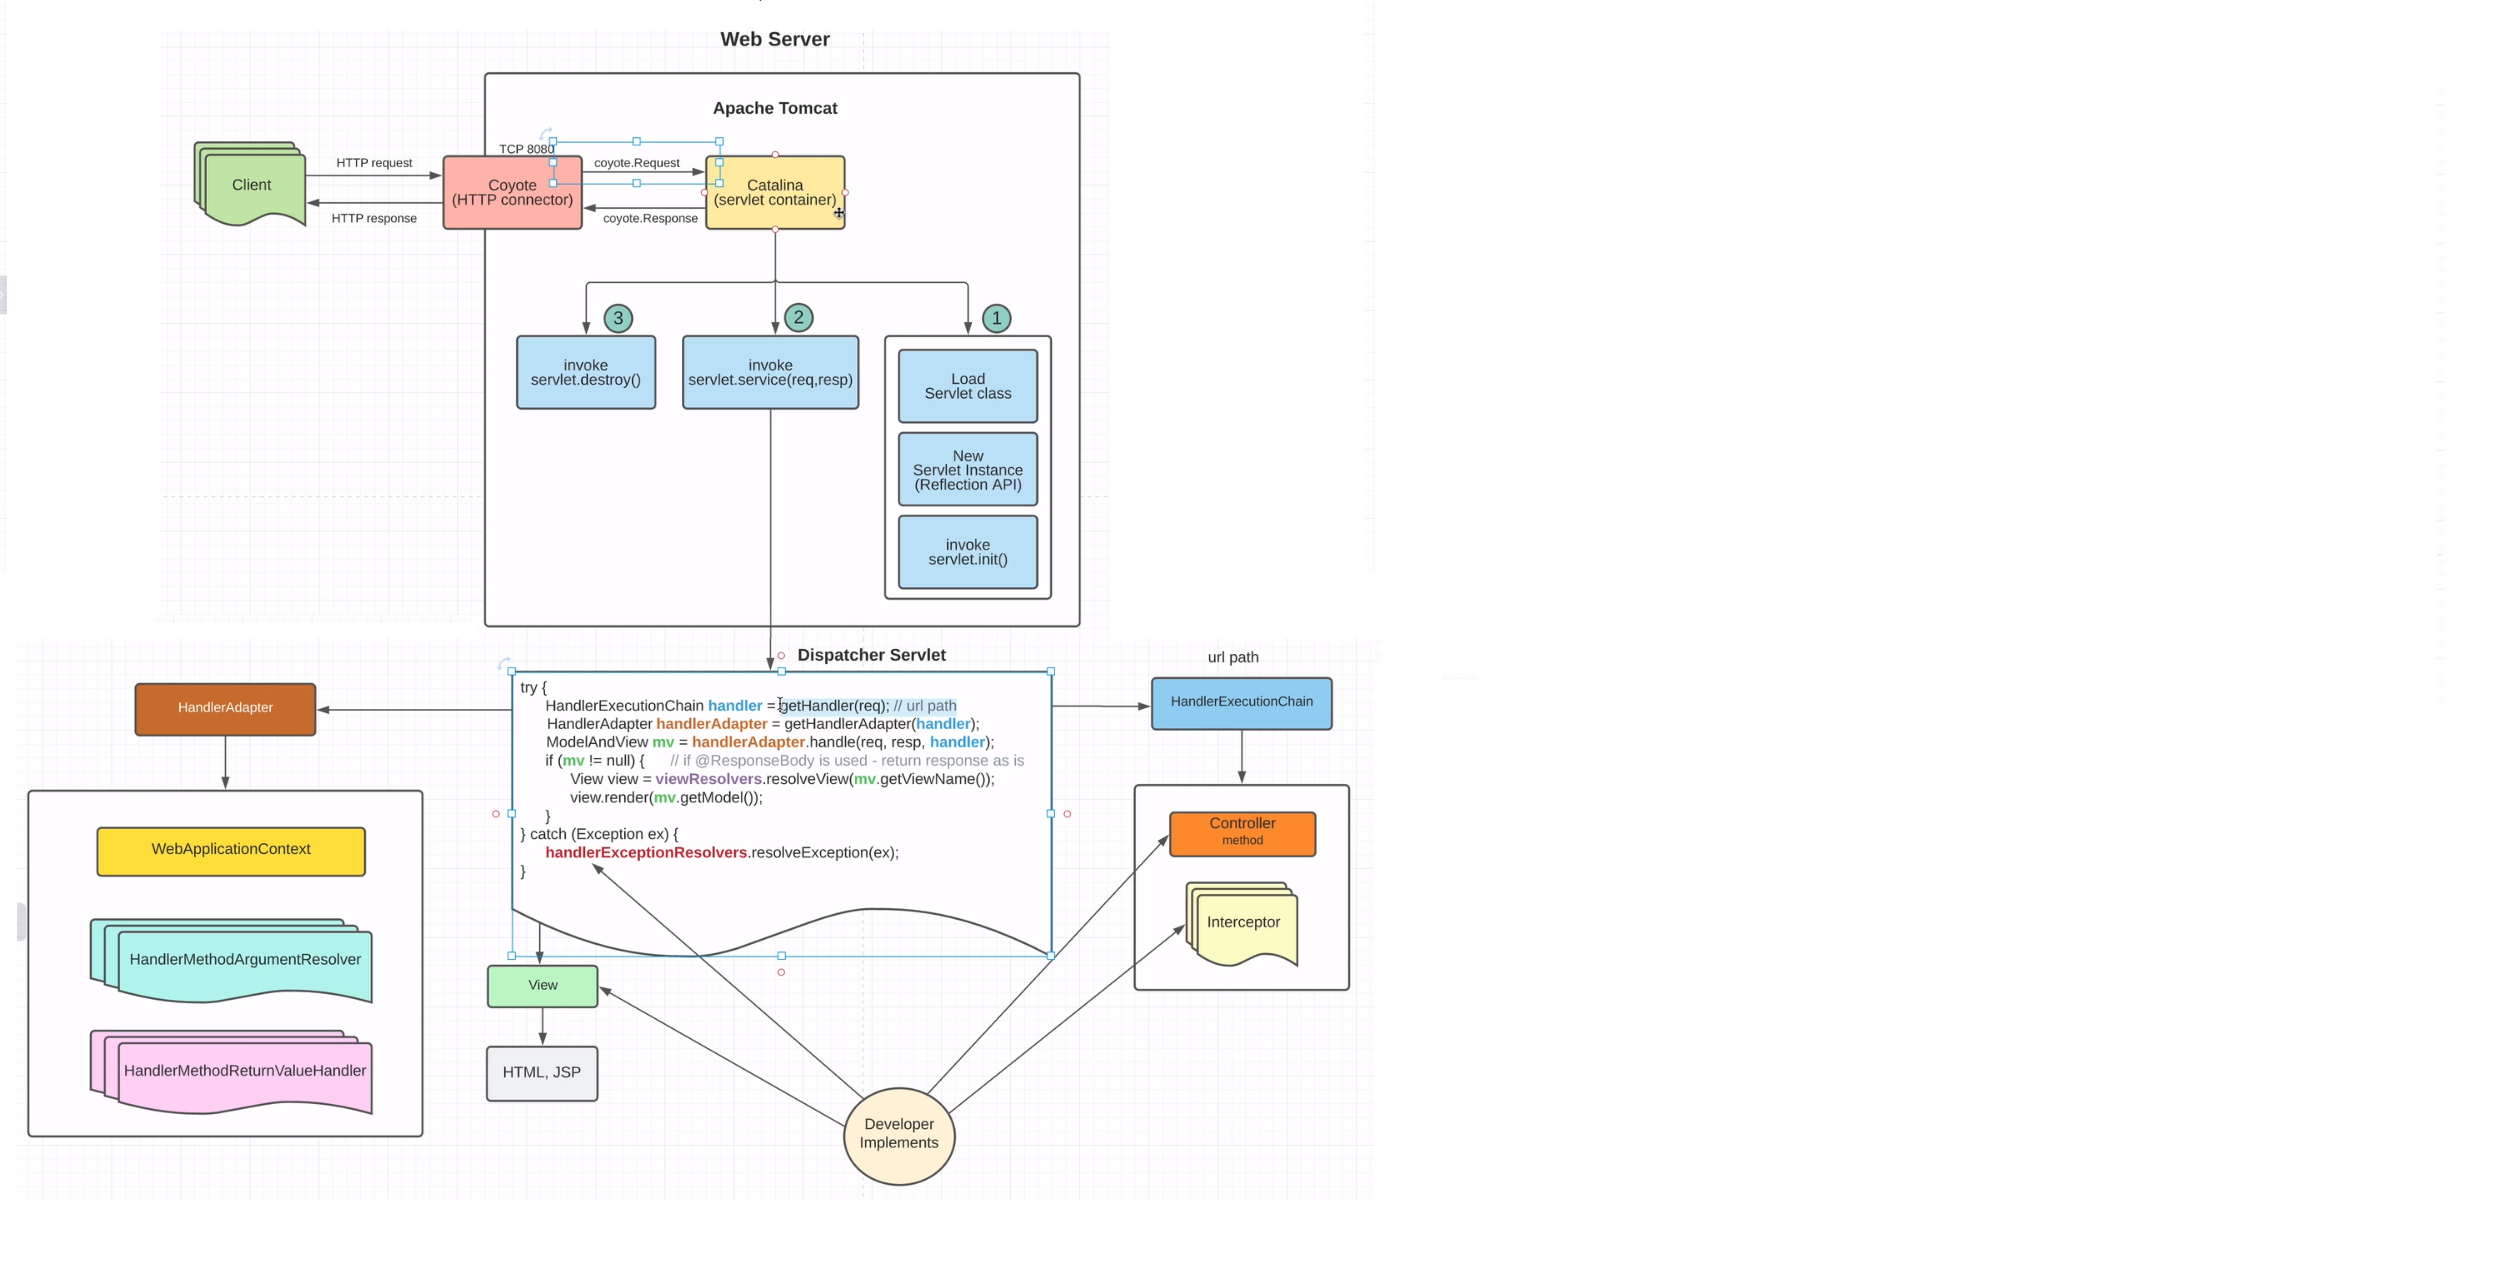 Web Server
Apache Tomcat
TCP 8080
HTTP request
coyote.Request
Client
Coyote
(HTTP connector)
Catalina
(servlet container)
HTTP response
coyote.Response
3
2
1
invoke
servlet.destroy()
invoke
servlet.service(req,resp)
Load
Servlet class
New
Servlet Instance
(Reflection API)
invoke
servlet.init()
Dispatcher Servlet
url path
HandlerAdapter
HandlerExecutionChain
try {
HandlerExecutionChain handler = getHandler(req); // url path
HandlerAdapter handlerAdapter = getHandlerAdapter(handler);
ModelAndView mv = handlerAdapter.handle(req, resp, handler);
if (mv != null) { // if @ResponseBody is used - return response as is
View view = viewResolvers.resolveView(mv.getViewName());
view.render(mv.getModel());
}
} catch (Exception ex) {
handlerExceptionResolvers.resolveException(ex);
}
WebApplicationContext
HandlerMethodArgumentResolver
HandlerMethodReturnValueHandler
Controller
method
Interceptor
View
HTML, JSP
Developer
Implements